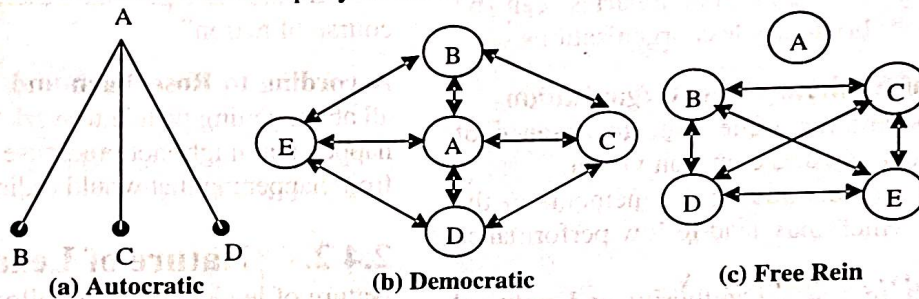 A
B C D
(a) Autocratic
B
E A C
D
(b) Democratic
A
B C
D E
(c) Free Rein